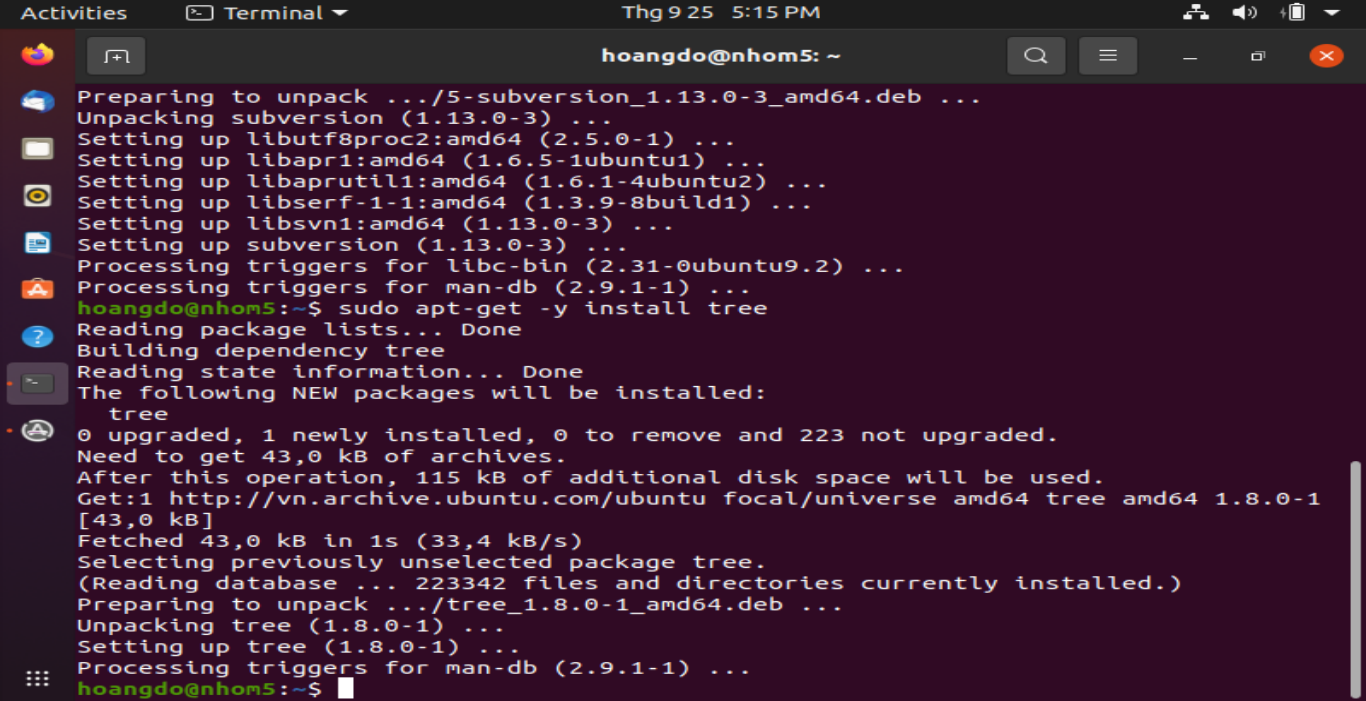 Activities Terminal Thg 9 25 5:15 PM
hoangdo@nhom5: ~
Preparing to unpack .../5-subversion_1.13.0-3_amd64.deb ...
Unpacking subversion (1.13.0-3) ...
Setting up libutf8proc2:amd64 (2.5.0-1) ...
Setting up libapr1:amd64 (1.6.5-1ubuntu1) ...
Setting up libaprutil1:amd64 (1.6.1-4ubuntu2) ...
Setting up libserf-1-1:amd64 (1.3.9-8build1) ...
Setting up libsvn1:amd64 (1.13.0-3) ...
Setting up subversion (1.13.0-3) ...
Processing triggers for libc-bin (2.31-0ubuntu9.2) ...
Processing triggers for man-db (2.9.1-1) ...
hoangdo@nhom5:~$ sudo apt-get -y install tree
Reading package lists... Done
Building dependency tree
Reading state information... Done
The following NEW packages will be installed:
  tree
0 upgraded, 1 newly installed, 0 to remove and 223 not upgraded.
Need to get 43,0 kB of archives.
After this operation, 115 kB of additional disk space will be used.
Get:1 http://vn.archive.ubuntu.com/ubuntu focal/universe amd64 tree amd64 1.8.0-1
[43,0 kB]
Fetched 43,0 kB in 1s (33,4 kB/s)
Selecting previously unselected package tree.
(Reading database ... 223342 files and directories currently installed.)
Preparing to unpack .../tree_1.8.0-1_amd64.deb ...
Unpacking tree (1.8.0-1) ...
Setting up tree (1.8.0-1) ...
Processing triggers for man-db (2.9.1-1) ...
hoangdo@nhom5:~$